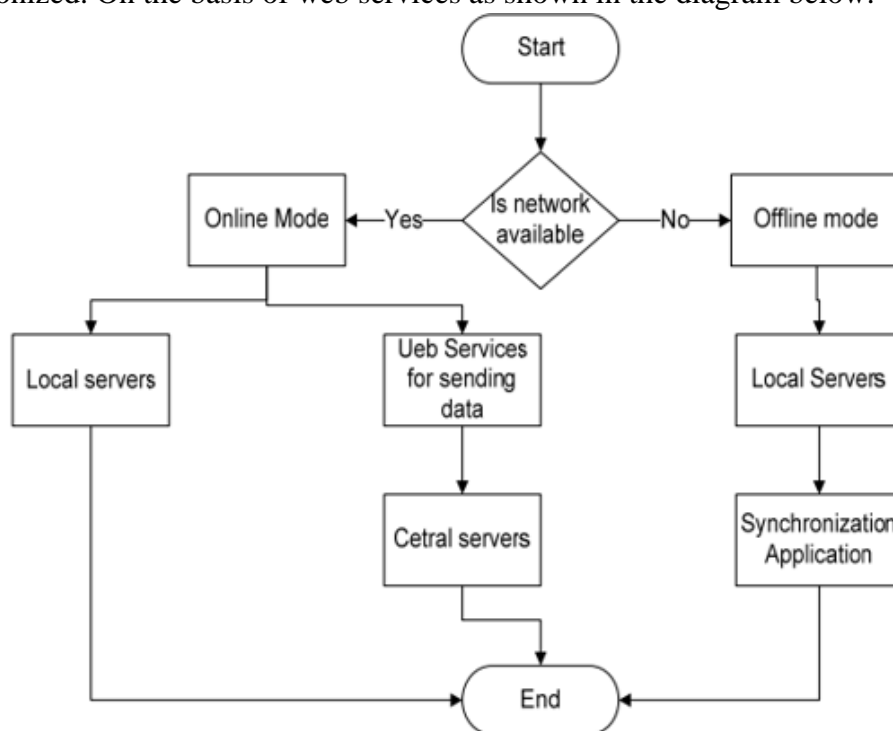 onized. On the basis of web services as shown in the diagram below:
Start
Is network
available
Yes
No
Online Mode
Offline mode
Local servers
Ueb Services
for sending
data
Local Servers
Cetral servers
Synchronization
Application
End